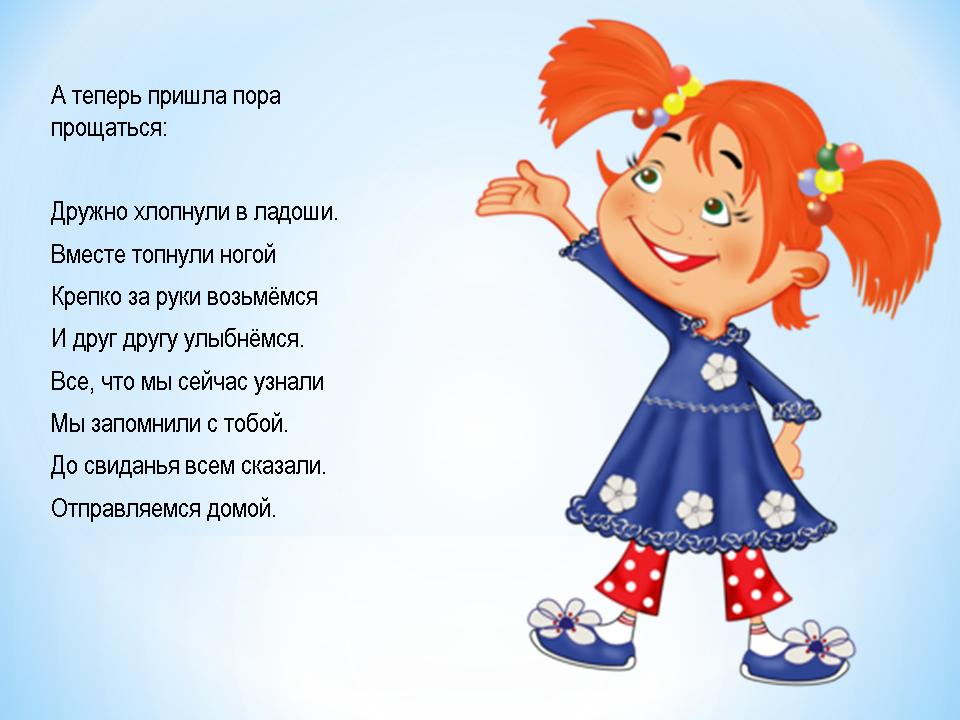 А теперь пришла пора
прощаться:
Дружно хлопнули в ладоши.
Вместе топнули ногой
Крепко за руки возьмёмся
И друг другу улыбнёмся.
Все, что мы сейчас узнали
Мы запомнили с тобой.
До свиданья всем сказали.
Отправляемся домой.